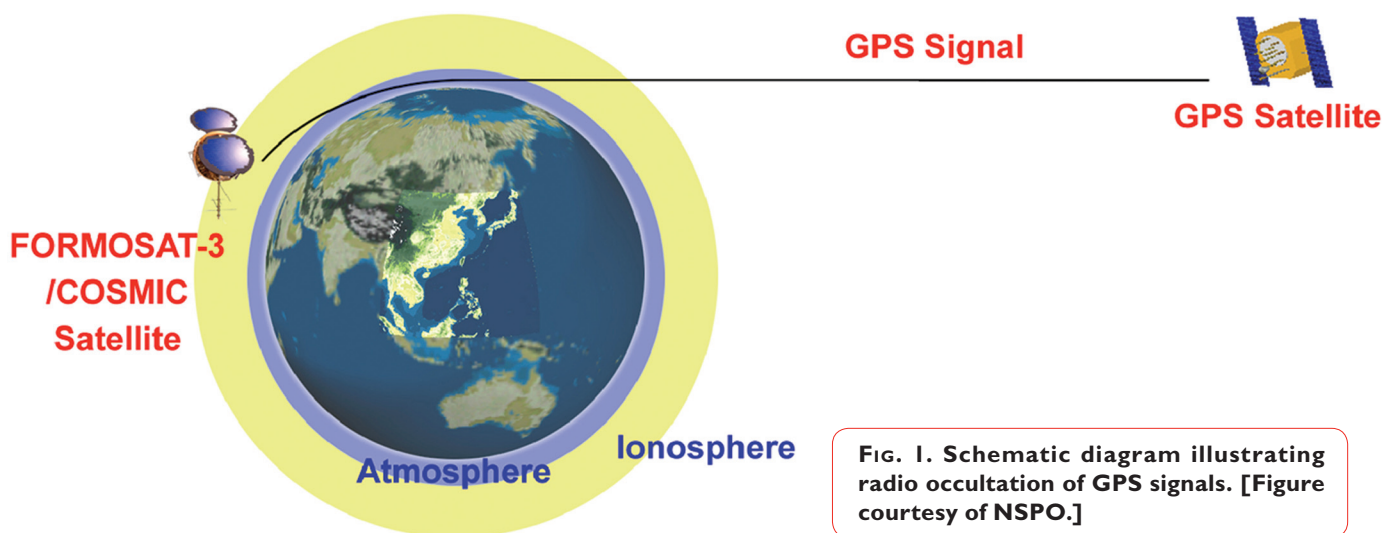 GPS Signal
GPS Satellite
FORMOSAT-3
/COSMIC
Satellite
Ionosphere
Atmosphere
FIG. 1. Schematic diagram illustrating
radio occultation of GPS signals. [Figure
courtesy of NSPO.]